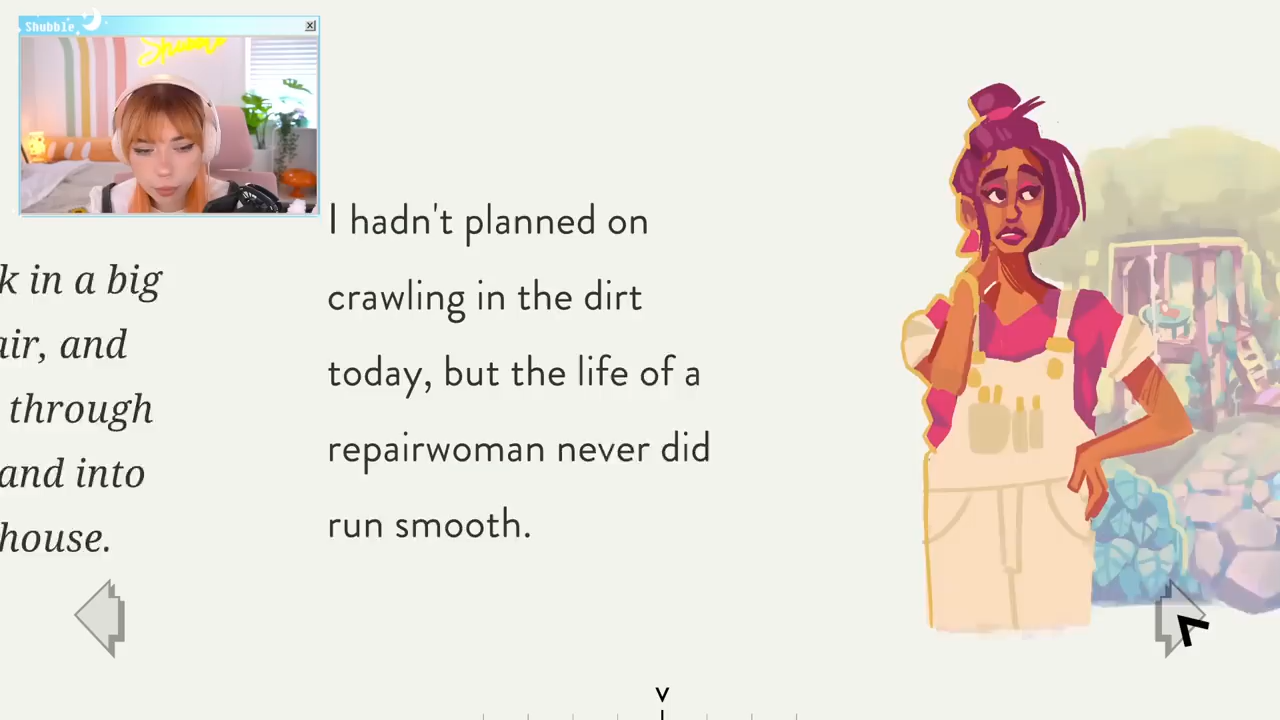 Shubble
Shubble
k in a big
air, and
through
and into
house.
I hadn't planned on
crawling in the dirt
today, but the life of a
repairwoman never did
run smooth.